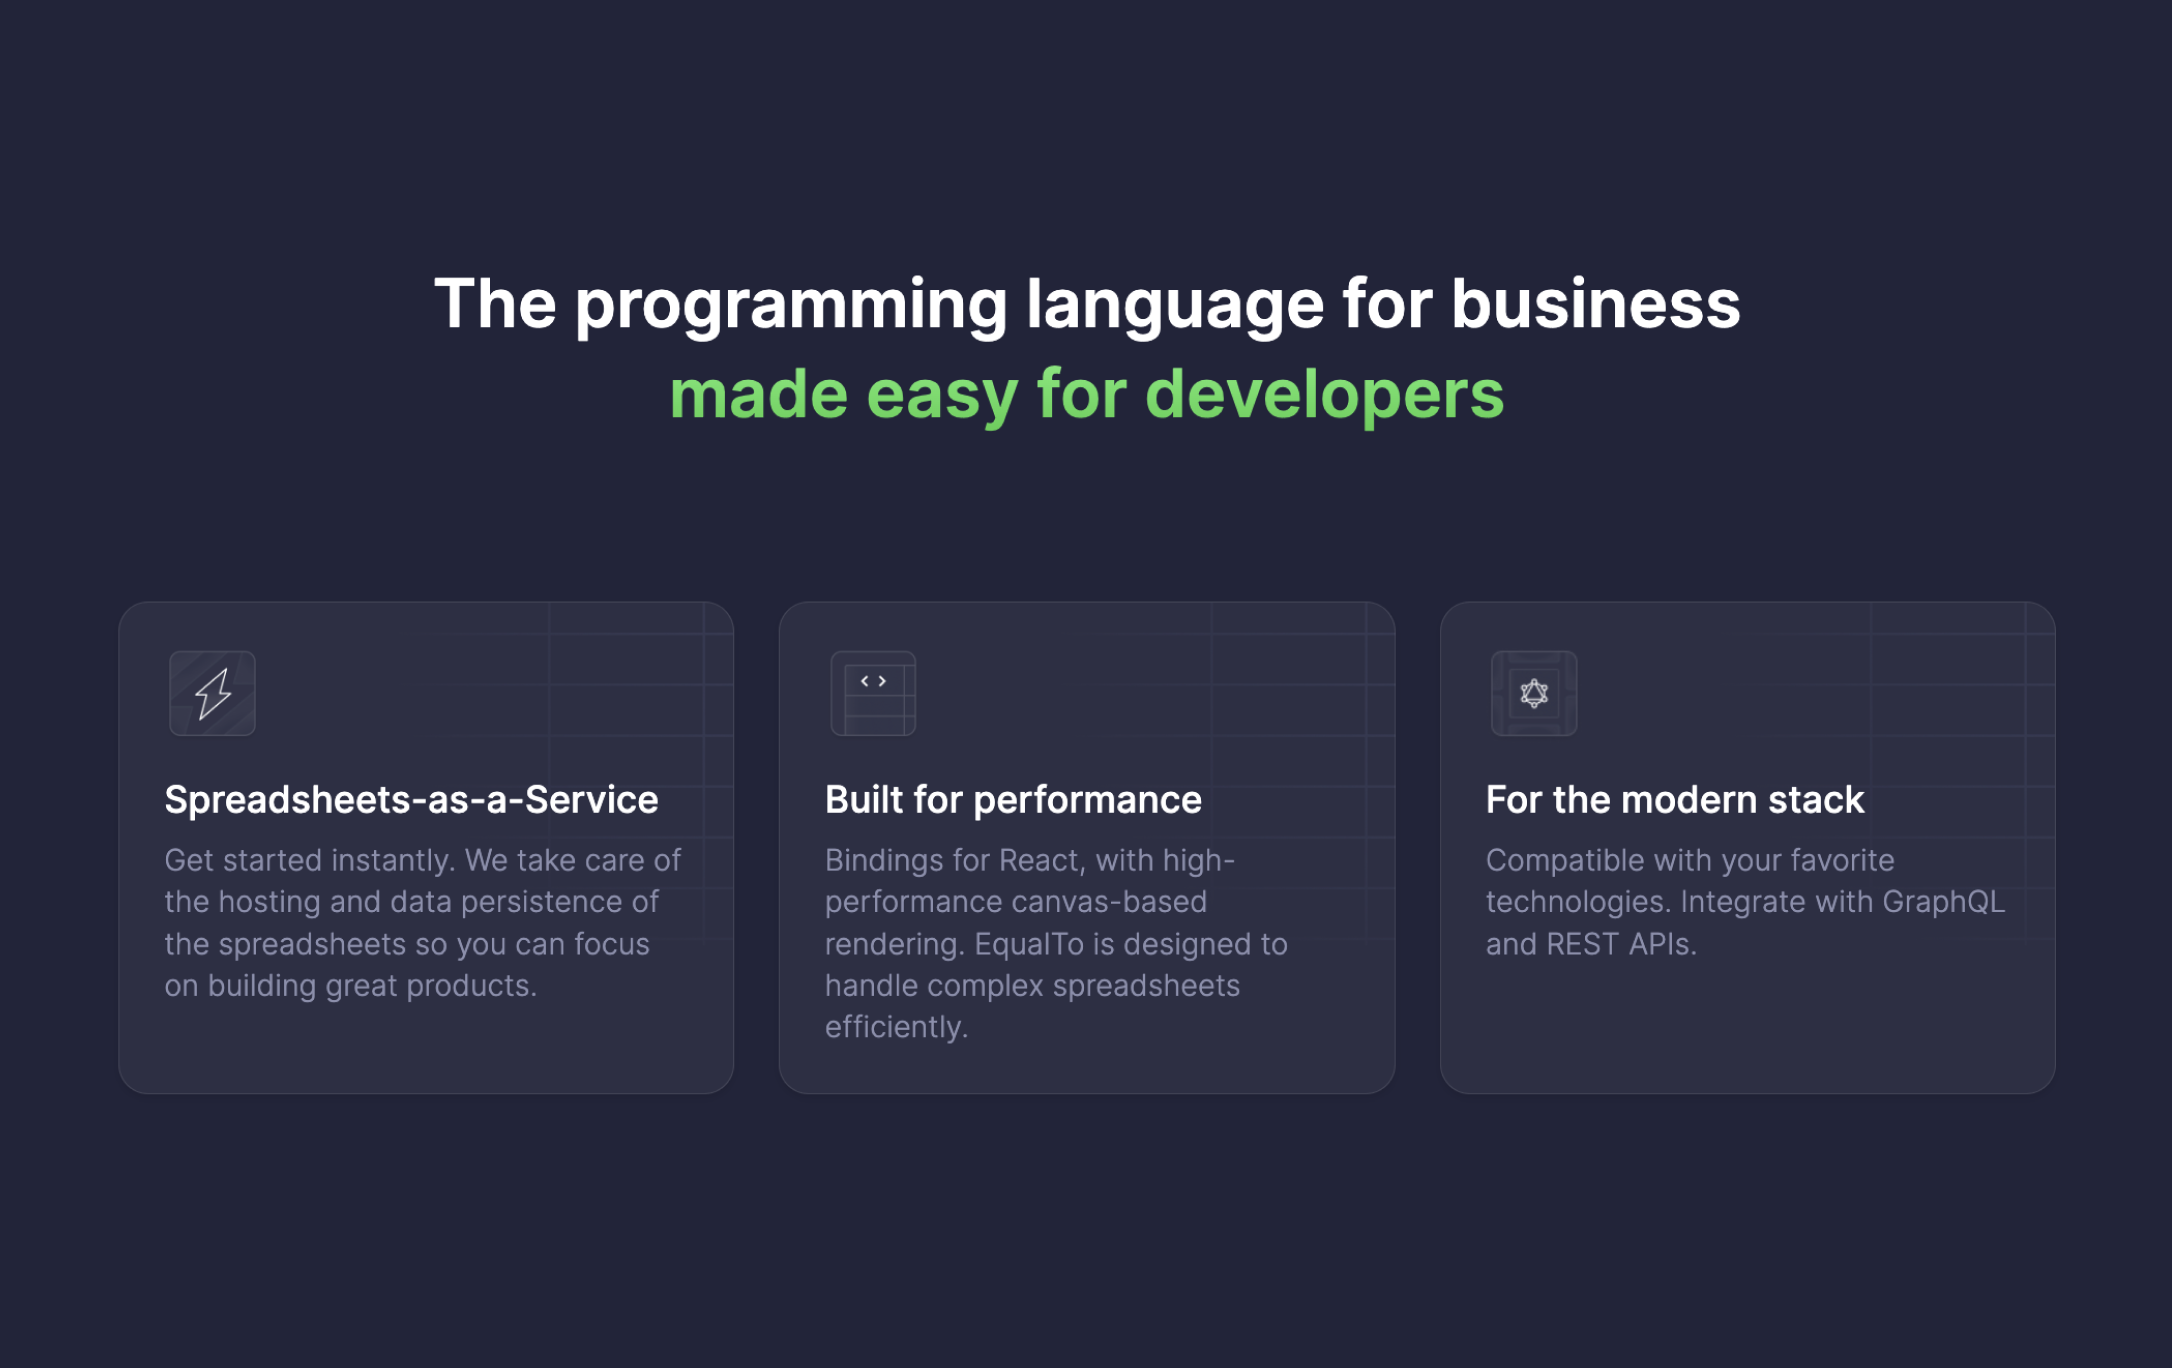 The programming language for business
made easy for developers
Spreadsheets-as-a-Service
Get started instantly. We take care of
the hosting and data persistence of
the spreadsheets so you can focus
on building great products.
Built for performance
Bindings for React, with high-
performance canvas-based
rendering. EqualTo is designed to
handle complex spreadsheets
efficiently.
For the modern stack
Compatible with your favorite
technologies. Integrate with GraphQL
and REST APIs.